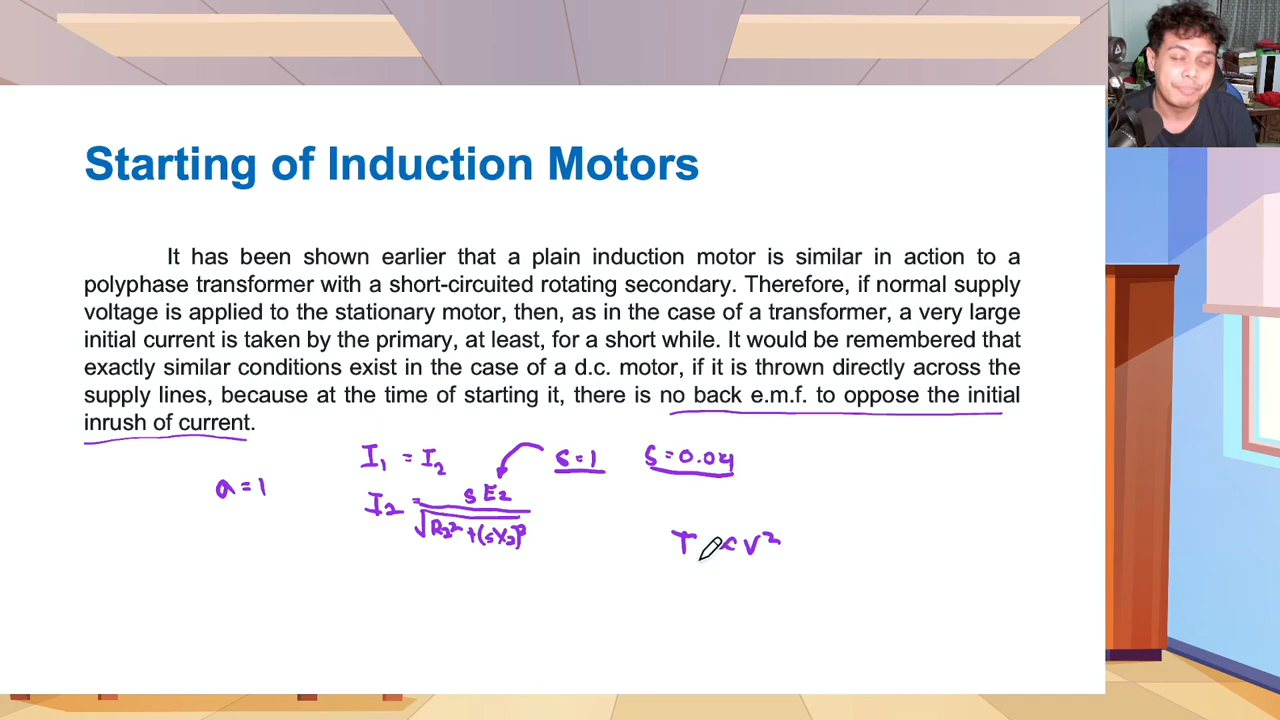 Starting of Induction Motors
It has been shown earlier that a plain induction motor is similar in action to a
polyphase transformer with a short-circuited rotating secondary. Therefore, if normal supply
voltage is applied to the stationary motor, then, as in the case of a transformer, a very large
initial current is taken by the primary, at least, for a short while. It would be remembered that
exactly similar conditions exist in the case of a d.c. motor, if it is thrown directly across the
supply lines, because at the time of starting it, there is no back e.m.f. to oppose the initial
inrush of current.
I₁ = I₂ s=1 s=0.04
a=1
I₂ = sE₂ / √R₂² + (sX₂)²
T ∝ V²